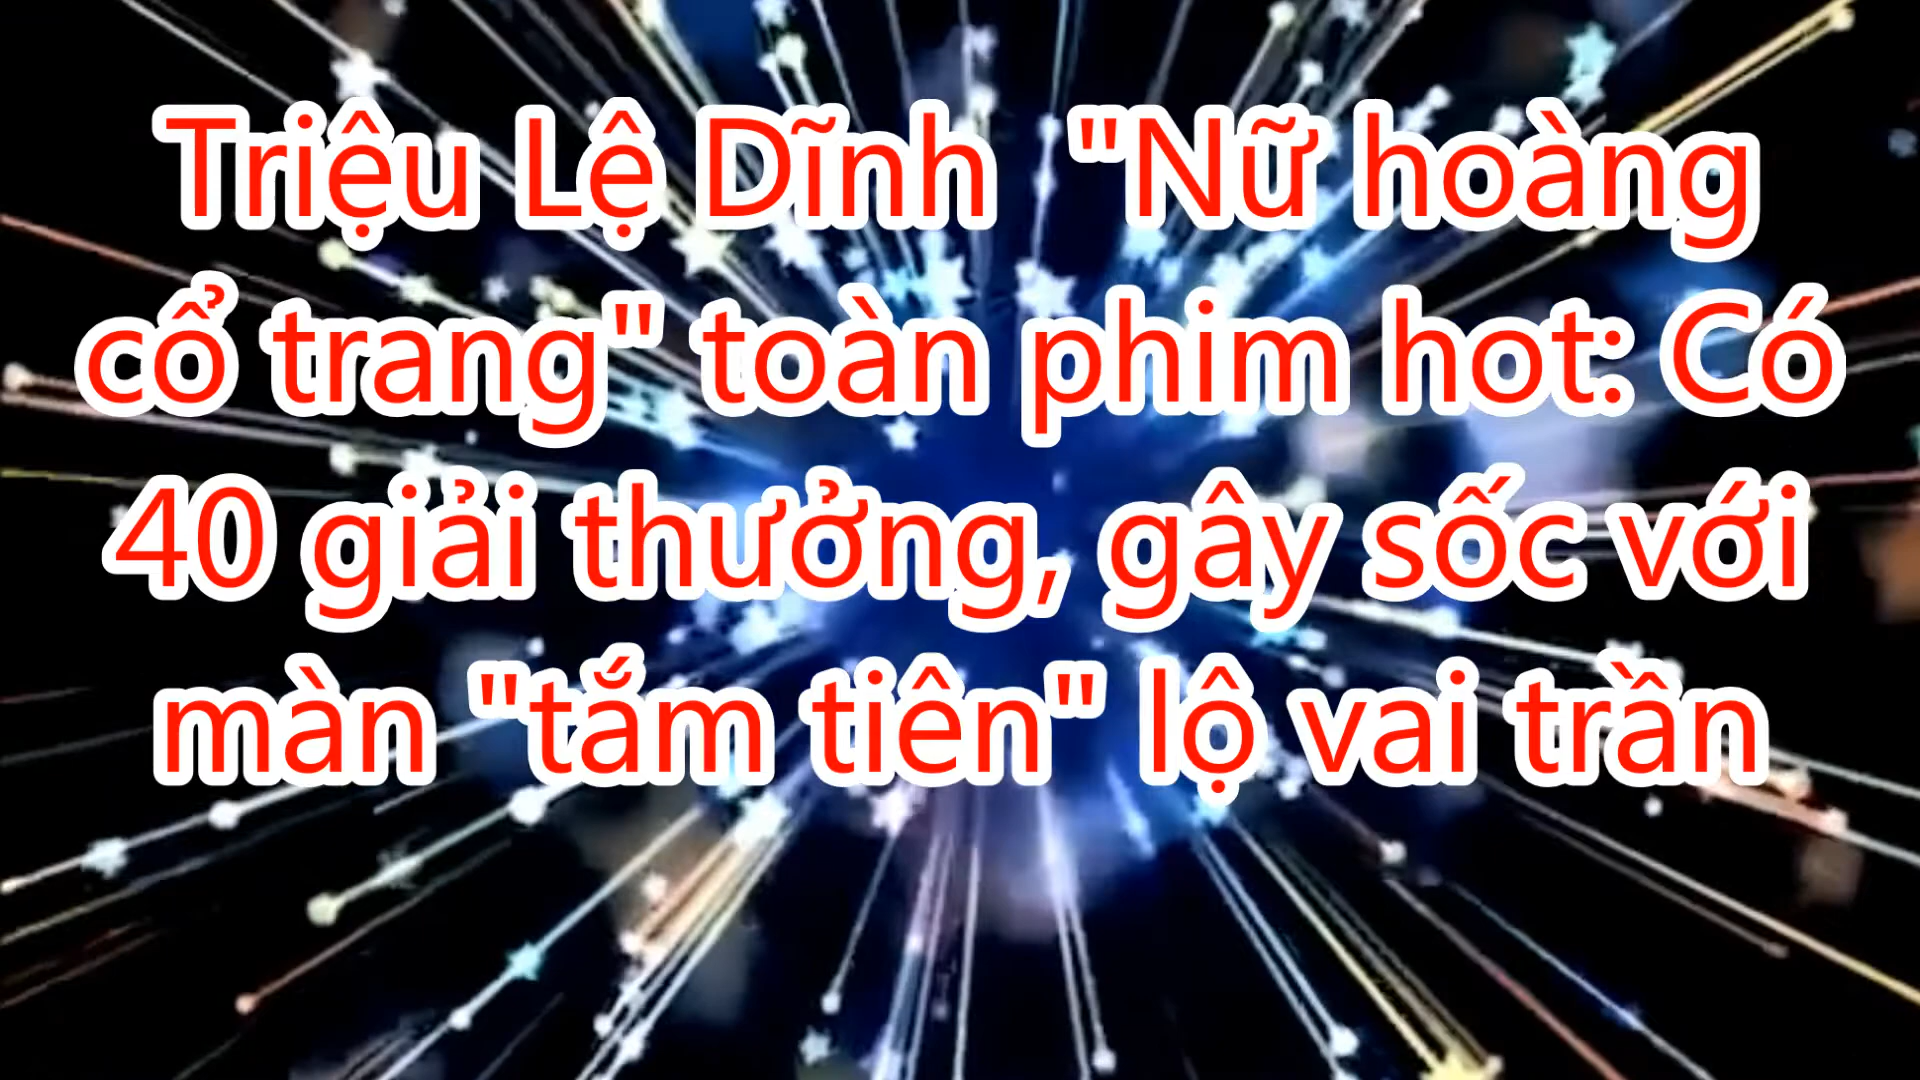 Triệu Lệ Dĩnh  "Nữ hoàng
cổ trang" toàn phim hot: Có
40 giải thưởng, gây sốc với
màn "tắm tiên" lộ vai trần